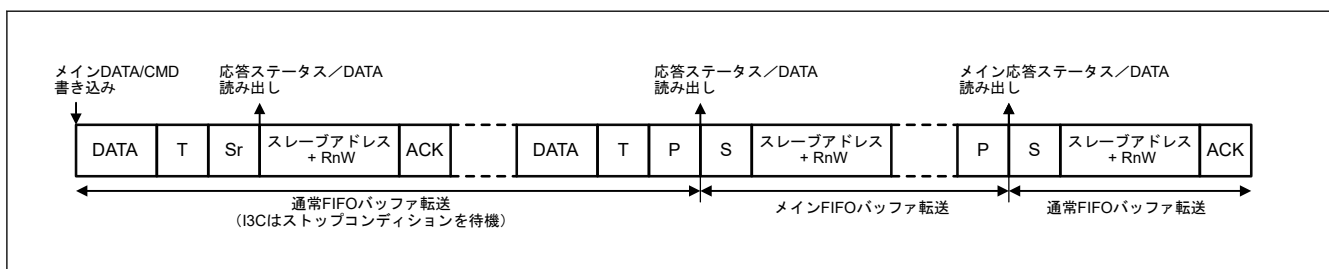 メインDATA/CMD
書き込み
応答ステータス／DATA
読み出し
応答ステータス／DATA
読み出し
メイン応答ステータス／DATA
読み出し
DATA
T
Sr
スレーブアドレス
+ RnW
ACK
DATA
T
P
S
スレーブアドレス
+ RnW
P
S
スレーブアドレス
+ RnW
ACK
通常FIFOバッファ転送
（I3Cはストップコンディションを待機）
メインFIFOバッファ転送
通常FIFOバッファ転送